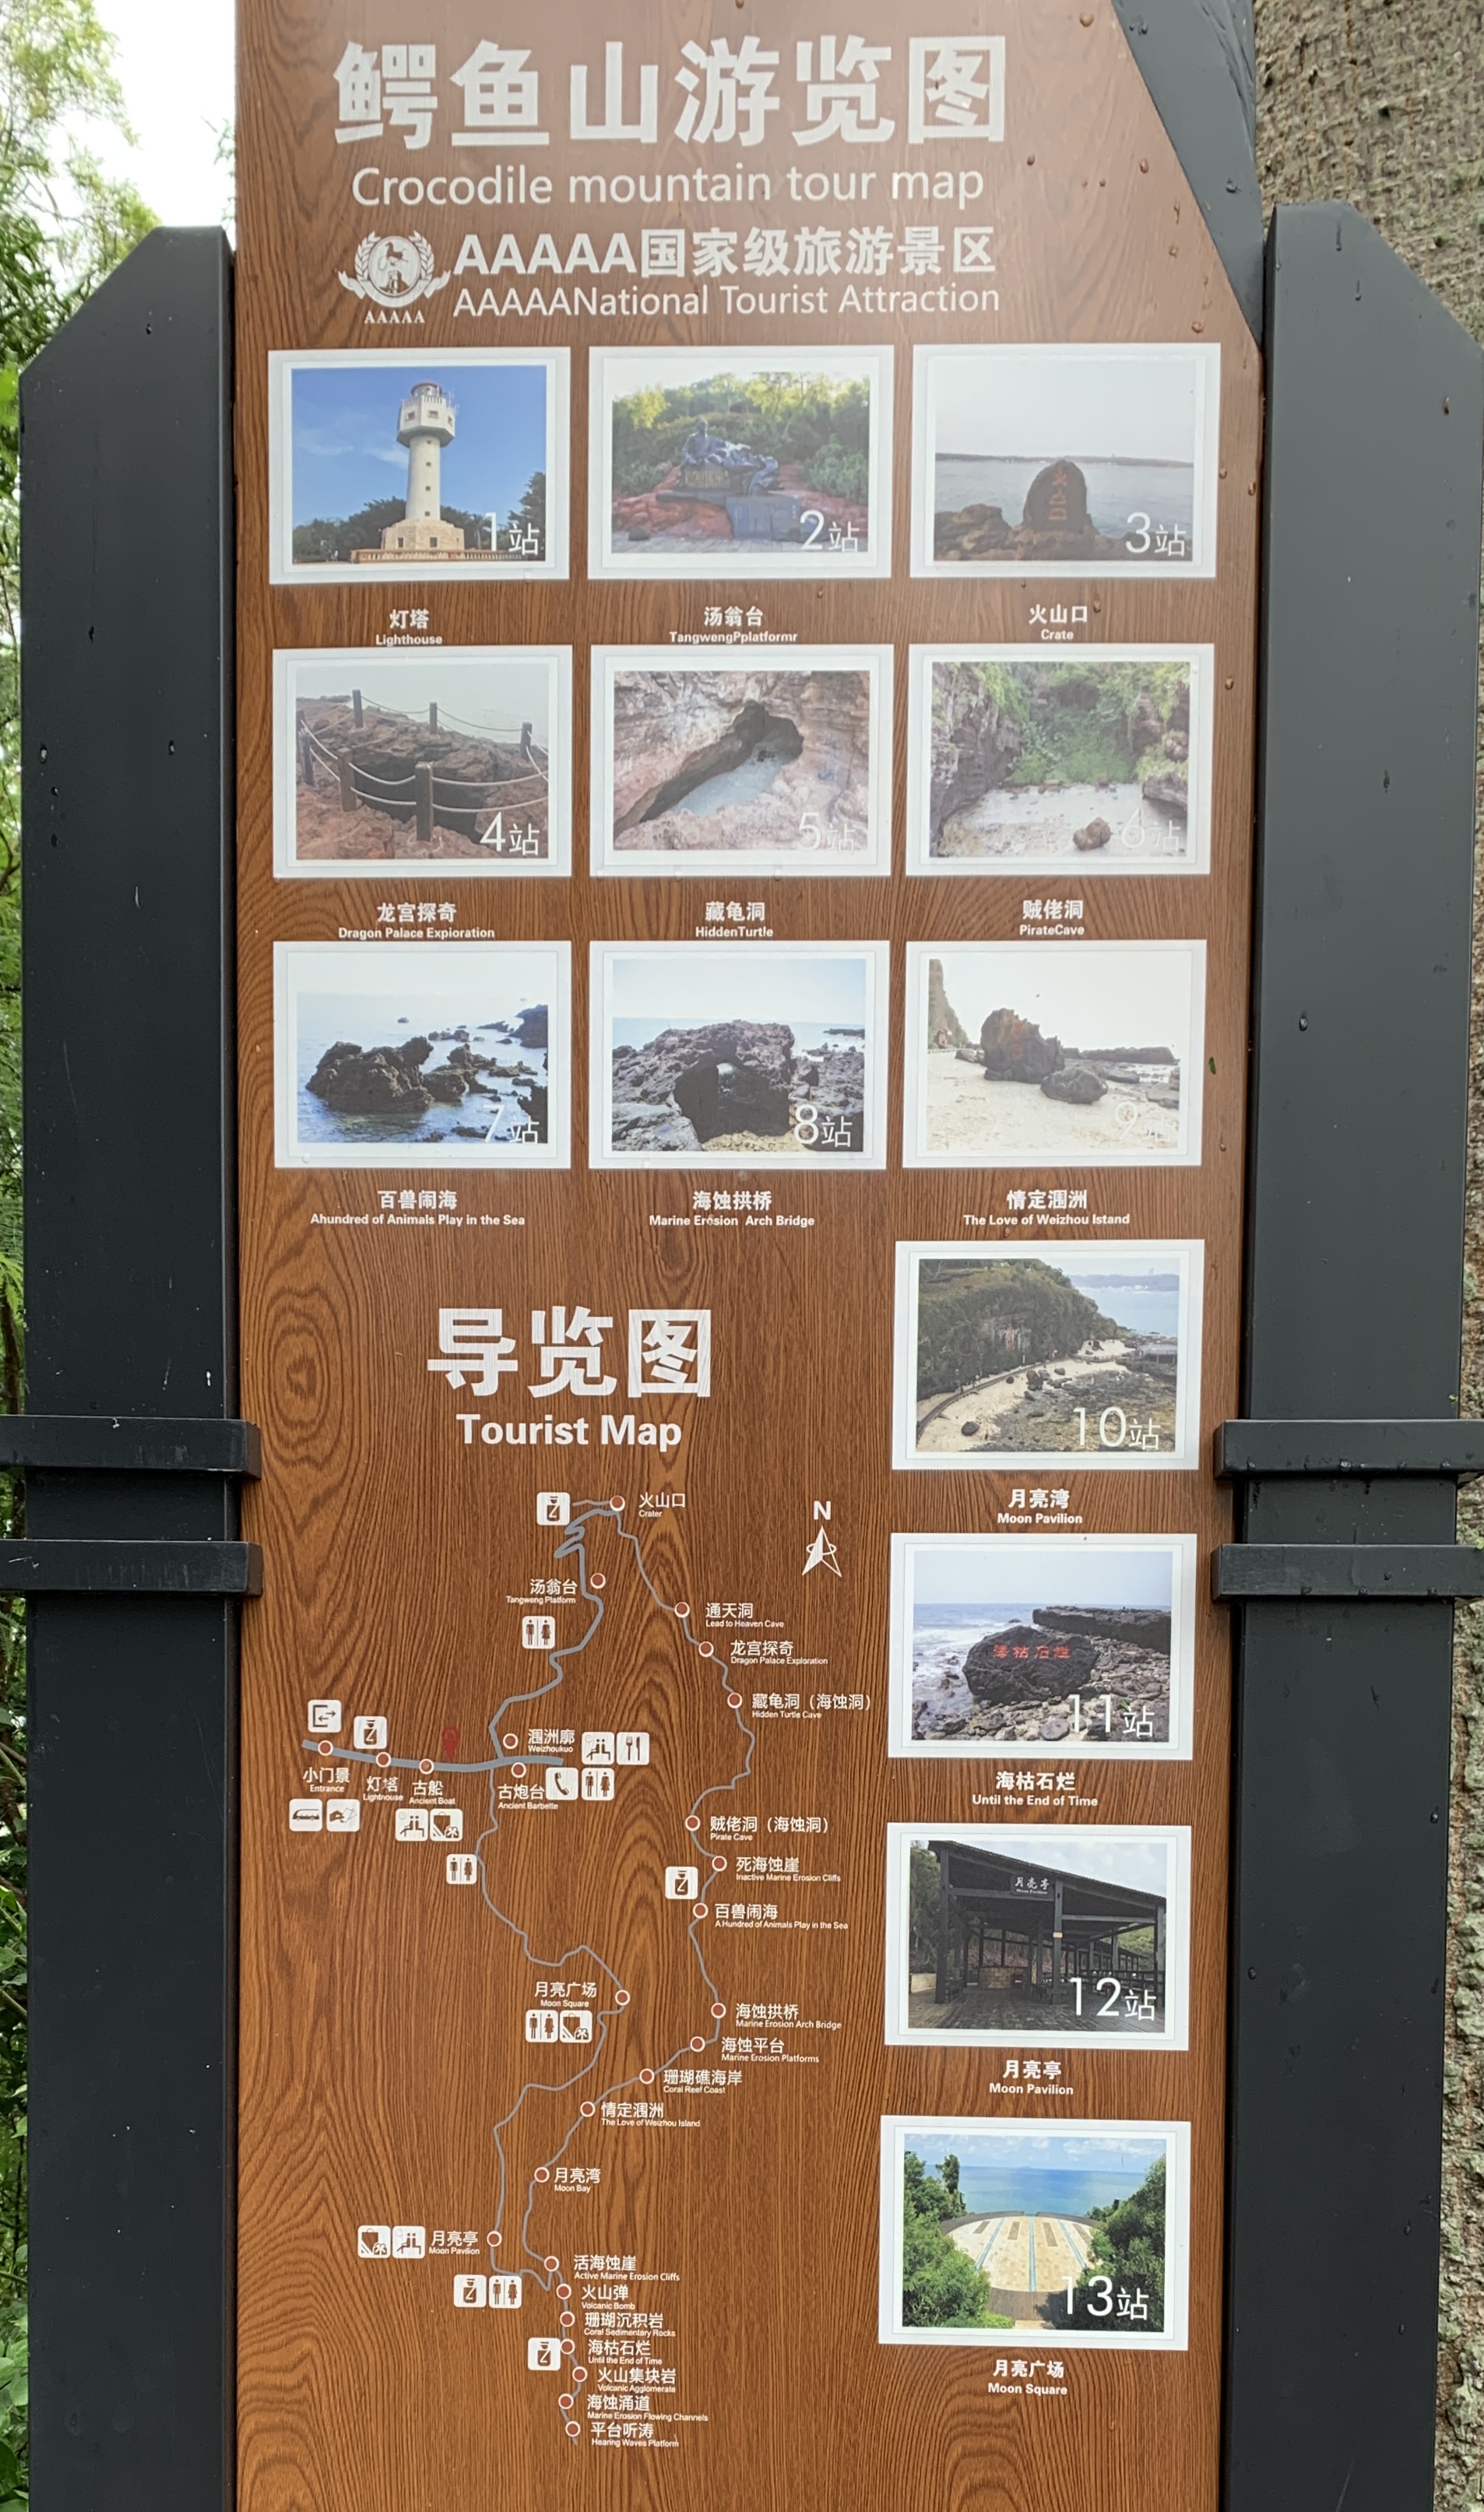 鳄鱼山游览图
Crocodile mountain tour map
AAAAA国家级旅游景区
AAAAANational Tourist Attraction
AAAAA
1站
2站
3站
火山口
灯塔
Lighthouse
汤翁台
TangwengPplatformr
火山口
Crate
4站
5站
6站
龙宫探奇
Dragon Palace Expioration
藏龟洞
HiddenTurtle
贼佬洞
PirateCave
7站
8站
9站
百兽闹海
Ahundred of Animals Play in the Sea
海蚀拱桥
Marine Erosion Arch Bridge
情定涠洲
The Love of Weizhou Istand
10站
月亮湾
Moon Pavilion
海枯石烂
11站
海枯石烂
Until the End of Time
月亮亭
Moon Pavilion
12站
月亮亭
Moon Pavilion
13站
月亮广场
Moon Square
导览图
Tourist Map
N
火山口
Crater
汤翁台
Tangweng Platform
通天洞
Lead to Heaven Cave
龙宫探奇
Dragon Palace Exploration
藏龟洞（海蚀洞）
Hidden Turtle Cave
涠洲廊
Weizhoukuo
小门景
Entrance
灯塔
Lighthouse
古船
Ancient Boat
古炮台
Ancient Barbette
贼佬洞（海蚀洞）
Pirate Cave
死海蚀崖
Inactive Marine Erosion Cliffs
百兽闹海
A Hundred of Animals Play in the Sea
月亮广场
Moon Square
海蚀拱桥
Marine Erosion Arch Bridge
海蚀平台
Marine Erosion Platforms
珊瑚礁海岸
Coral Reef Coast
情定涠洲
The Love of Weizhou Island
月亮湾
Moon Bay
月亮亭
Moon Pavilion
活海蚀崖
Active Marine Erosion Cliffs
火山弹
Volcanic Bomb
珊瑚沉积岩
Coral Sedimentary Rocks
海枯石烂
Until the End of Time
火山集块岩
Volcanic Agglomerate
海蚀涌道
Marine Erosion Flowing Channels
平台听涛
Hearing Waves Platform